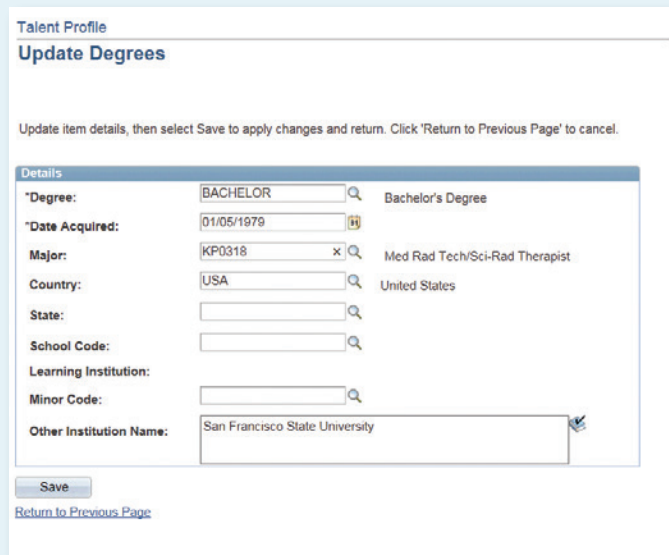 Talent Profile
Update Degrees
Update item details, then select Save to apply changes and return. Click 'Return to Previous Page' to cancel.
Details
*Degree: BACHELOR Bachelor's Degree
*Date Acquired: 01/05/1979
Major: KP0318 × Med Rad Tech/Sci-Rad Therapist
Country: USA United States
State:
School Code:
Learning Institution:
Minor Code:
Other Institution Name: San Francisco State University
Save
Return to Previous Page